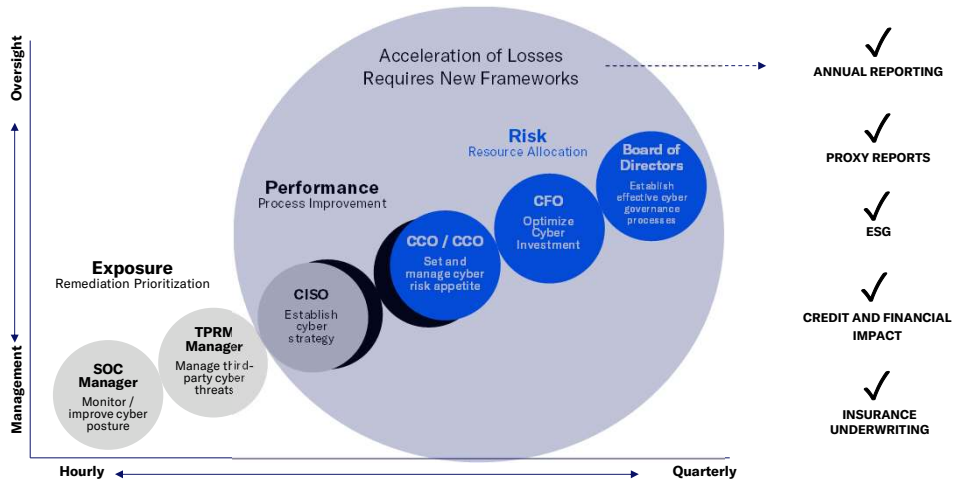 Oversight
Management
Acceleration of Losses
Requires New Frameworks
Risk
Resource Allocation
Performance
Process Improvement
Exposure
Remediation Prioritization
SOC
Manager
Monitor /
improve cyber
posture
TPRM
Manager
Manage third-
party cyber
threats
CISO
Establish
cyber
strategy
CCO / CCO
Set and
manage cyber
risk appetite
CFO
Optimize
Cyber
Investment
Board of
Directors
Establish
effective cyber
governance
processes
Hourly
Quarterly
ANNUAL REPORTING
PROXY REPORTS
ESG
CREDIT AND FINANCIAL
IMPACT
INSURANCE
UNDERWRITING